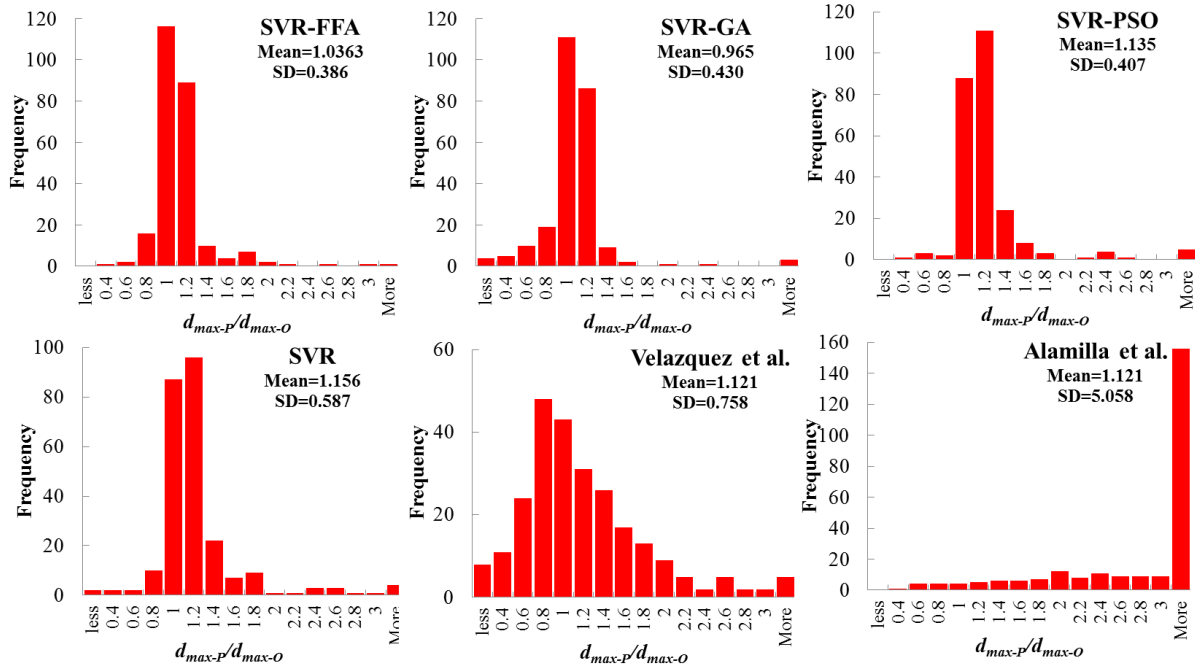 SVR-FFA
Mean=1.0363
SD=0.386
Frequency
120
100
80
60
40
20
0
less 0.4 0.6 0.8 1 1.2 1.4 1.6 1.8 2 2.2 2.4 2.6 2.8 3 More
dmax-P/dmax-O
SVR-GA
Mean=0.965
SD=0.430
Frequency
120
100
80
60
40
20
0
less 0.4 0.6 0.8 1 1.2 1.4 1.6 1.8 2 2.2 2.4 2.6 2.8 3 More
dmax-P/dmax-O
SVR-PSO
Mean=1.135
SD=0.407
Frequency
120
100
80
60
40
20
0
less 0.4 0.6 0.8 1 1.2 1.4 1.6 1.8 2 2.2 2.4 2.6 2.8 3 More
dmax-P/dmax-O
SVR
Mean=1.156
SD=0.587
Frequency
100
80
60
40
20
0
less 0.4 0.6 0.8 1 1.2 1.4 1.6 1.8 2 2.2 2.4 2.6 2.8 3 More
dmax-P/dmax-O
Velazquez et al.
Mean=1.121
SD=0.758
Frequency
60
40
20
0
less 0.4 0.6 0.8 1 1.2 1.4 1.6 1.8 2 2.2 2.4 2.6 2.8 3 More
dmax-P/dmax-O
Alamilla et al.
Mean=1.121
SD=5.058
Frequency
160
140
120
100
80
60
40
20
0
less 0.4 0.6 0.8 1 1.2 1.4 1.6 1.8 2 2.2 2.4 2.6 2.8 3 More
dmax-P/dmax-O